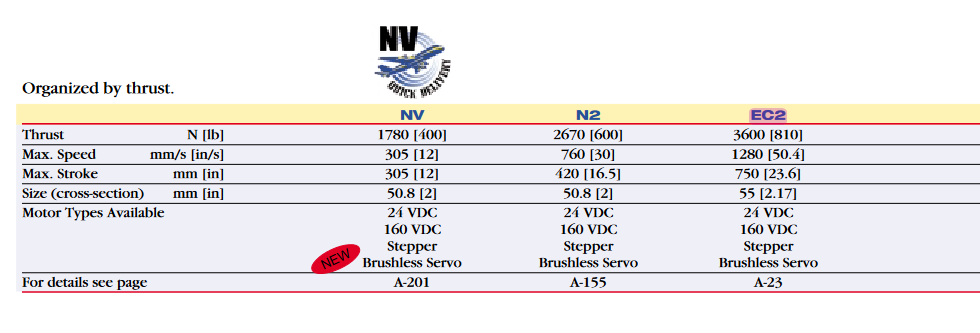 NV
QUICK DELIVERY
Organized by thrust.
NV N2 EC2
Thrust N [lb] 1780 [400] 2670 [600] 3600 [810]
Max. Speed mm/s [in/s] 305 [12] 760 [30] 1280 [50.4]
Max. Stroke mm [in] 305 [12] 420 [16.5] 750 [23.6]
Size (cross-section) mm [in] 50.8 [2] 50.8 [2] 55 [2.17]
Motor Types Available 24 VDC 24 VDC 24 VDC
160 VDC 160 VDC 160 VDC
Stepper Stepper Stepper
NEW Brushless Servo Brushless Servo Brushless Servo
For details see page A-201 A-155 A-23